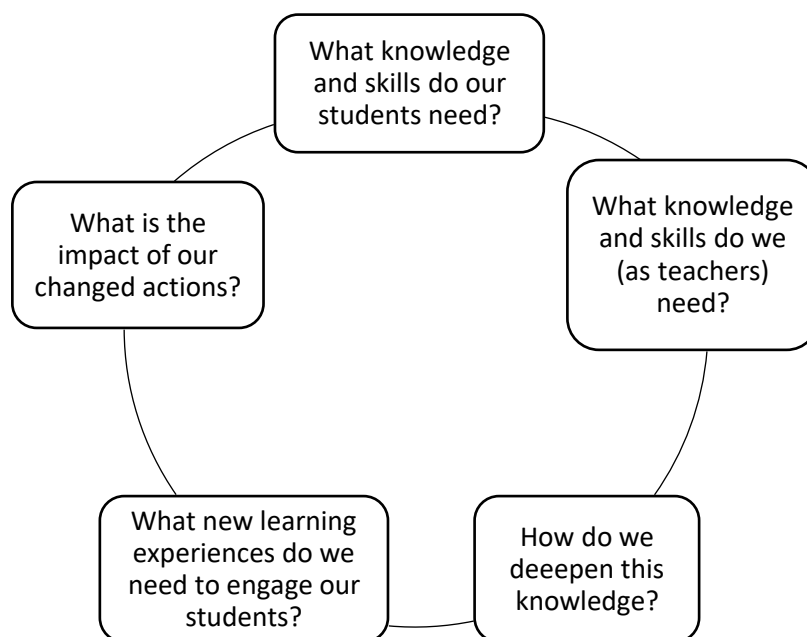 What knowledge
and skills do our
students need?
What knowledge
and skills do we
(as teachers)
need?
How do we
deeepen this
knowledge?
What new learning
experiences do we
need to engage our
students?
What is the
impact of our
changed actions?